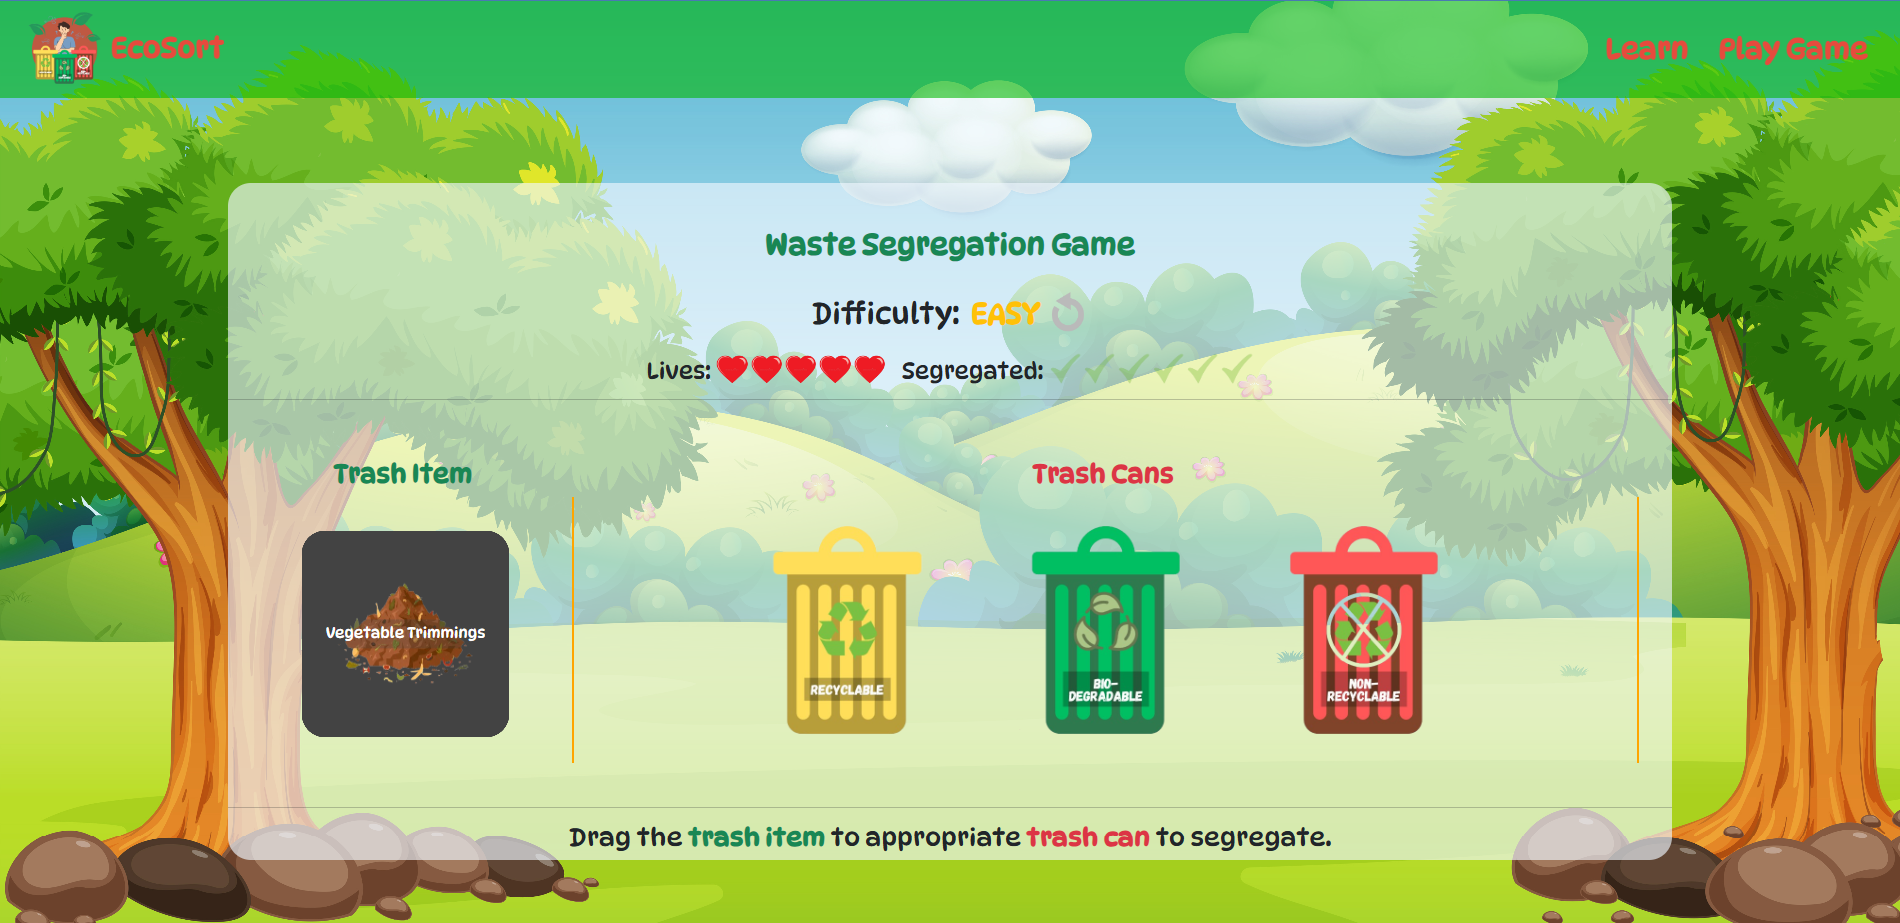 EcoSort
Learn Play Game
Waste Segregation Game
Difficulty: EASY
Lives: Segregated:
Trash Item
Trash Cans
Vegetable Trimmings
RECYCLABLE
BIO-
DEGRADABLE
NON-
RECYCLABLE
Drag the trash item to appropriate trash can to segregate.